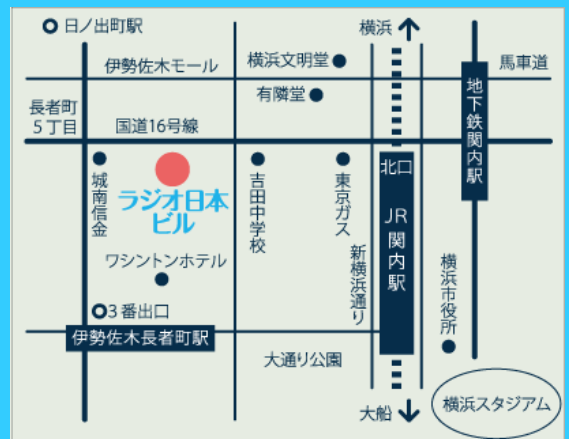 日ノ出町駅
横浜
伊勢佐木モール
横浜文明堂
馬車道
有隣堂
長者町
5丁目
国道16号線
地下鉄関内駅
北口
JR関内駅
城南信金
ラジオ日本
ビル
吉田中学校
東京ガス
新横浜通り
ワシントンホテル
横浜市役所
3番出口
伊勢佐木長者町駅
大通り公園
大船
横浜スタジアム